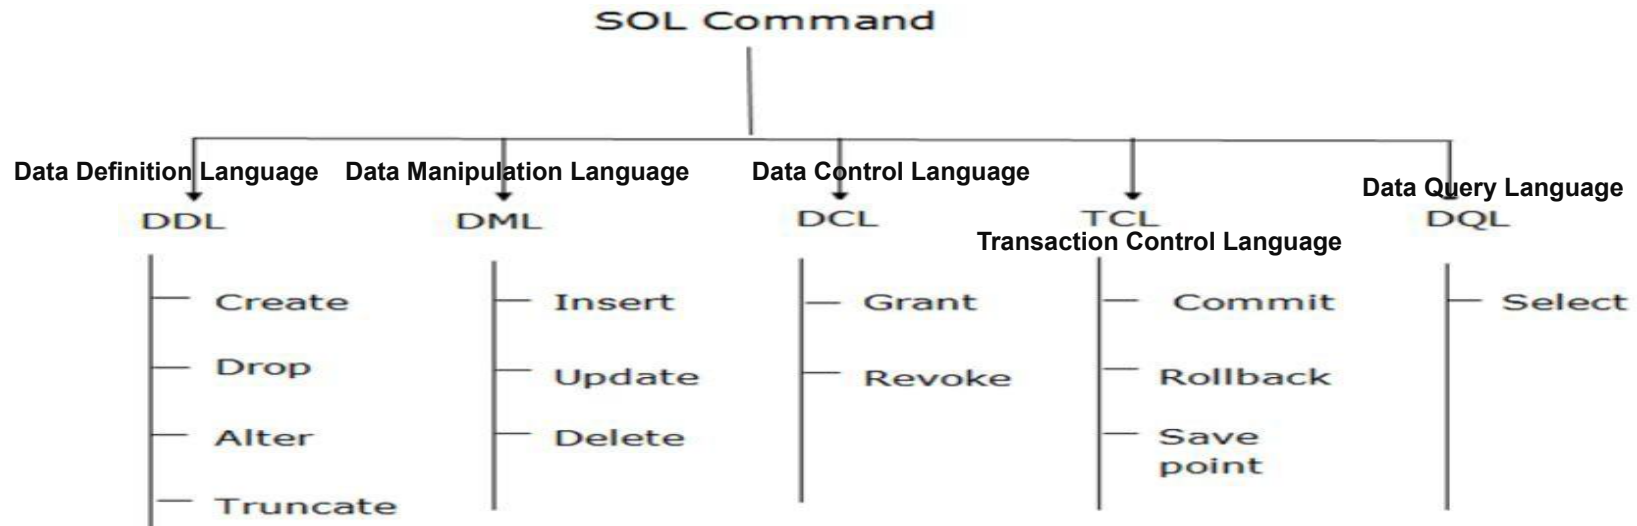 SOL Command
Data Definition Language
Data Manipulation Language
Data Control Language
Data Query Language
DDL
DML
DCL
TCL
DQL
Transaction Control Language
Create
Drop
Alter
Truncate
Insert
Update
Delete
Grant
Revoke
Commit
Rollback
Save
point
Select